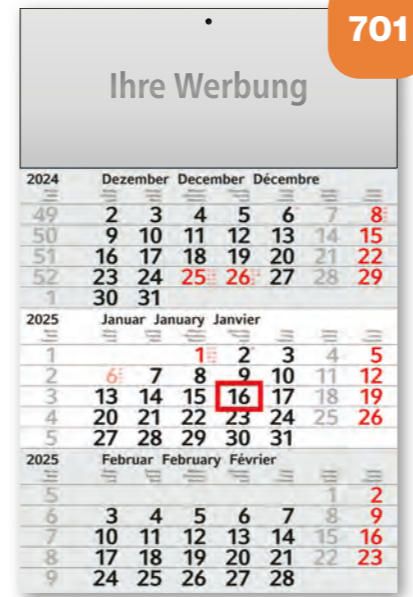 701
Ihre Werbung
2024 Dezember December Décembre
49 2 3 4 5 6 7 8
50 9 10 11 12 13 14 15
51 16 17 18 19 20 21 22
52 23 24 25 26 27 28 29
1 30 31
2025 Januar January Janvier
1 1 2 3 4 5
2 6 7 8 9 10 11 12
3 13 14 15 16 17 18 19
4 20 21 22 23 24 25 26
5 27 28 29 30 31
2025 Februar February Février
5 1 2
6 3 4 5 6 7 8 9
7 10 11 12 13 14 15 16
8 17 18 19 20 21 22 23
9 24 25 26 27 28